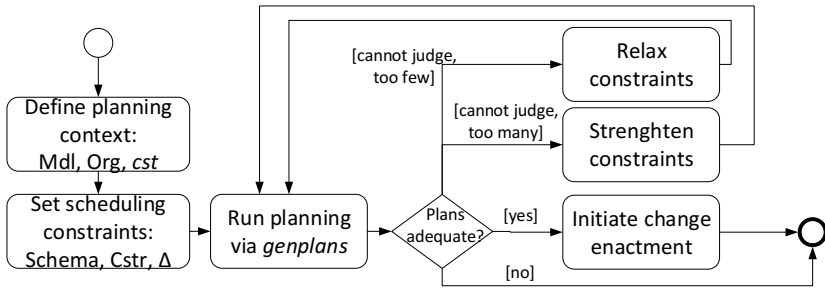 Define planning
context:
Mdl, Org, cst
Set scheduling
constraints:
Schema, Cstr, Δ
Run planning
via genplans
Plans
adequate?
[cannot judge,
too few]
Relax
constraints
[cannot judge,
too many]
Strenghten
constraints
[yes]
Initiate change
enactment
[no]